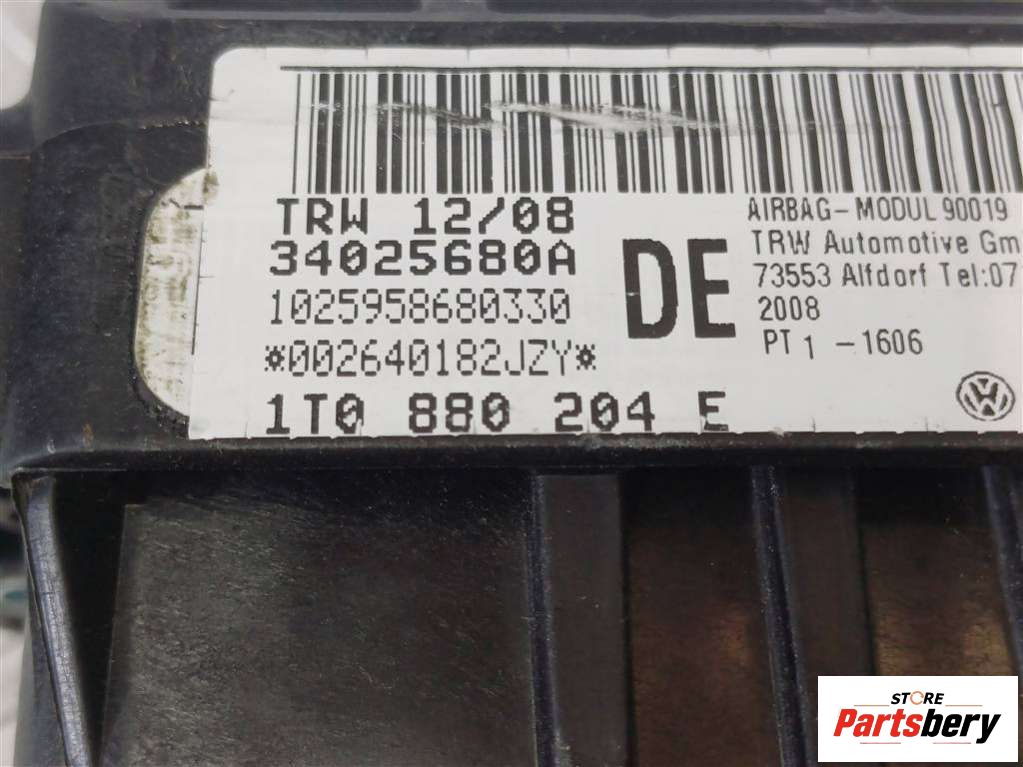 TRW 12/08
34025680A
1025958680330
*002640182JZY*
1T0 880 204 E
DE
AIRBAG-MODUL 90019
TRW Automotive Gm
73553 Alfdorf Tel:07
2008
PT 1 -1606
VW
STORE
Partsbery